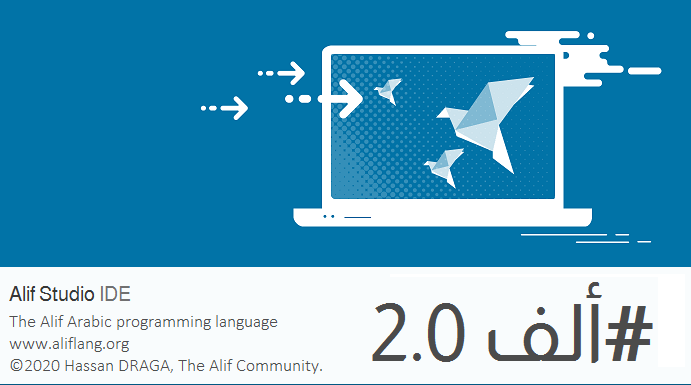 Alif Studio IDE
The Alif Arabic programming language
www.aliflang.org
©2020 Hassan DRAGA, The Alif Community.
#ألف 2.0